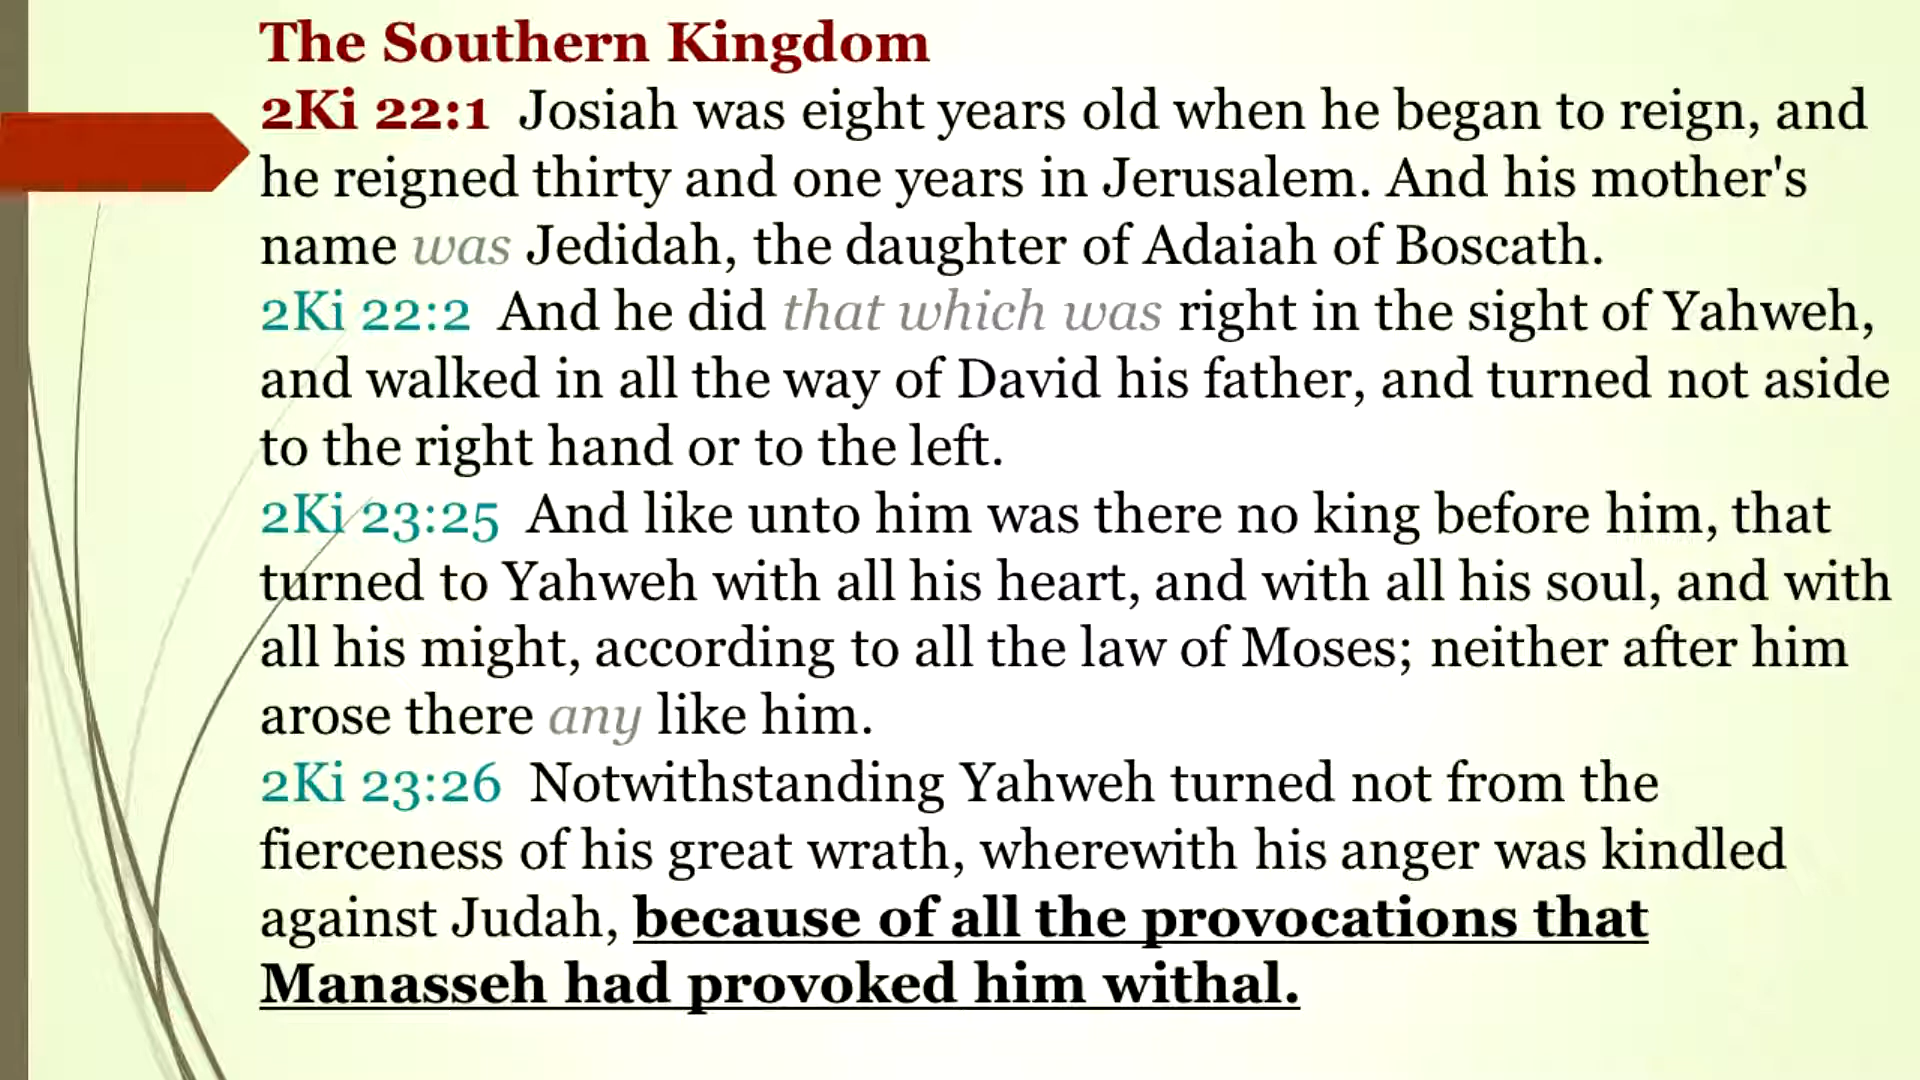 The Southern Kingdom
2Ki 22:1 Josiah was eight years old when he began to reign, and
he reigned thirty and one years in Jerusalem. And his mother's
name was Jedidah, the daughter of Adaiah of Boscath.
2Ki 22:2 And he did that which was right in the sight of Yahweh,
and walked in all the way of David his father, and turned not aside
to the right hand or to the left.
2Ki 23:25 And like unto him was there no king before him, that
turned to Yahweh with all his heart, and with all his soul, and with
all his might, according to all the law of Moses; neither after him
arose there any like him.
2Ki 23:26 Notwithstanding Yahweh turned not from the
fierceness of his great wrath, wherewith his anger was kindled
against Judah, because of all the provocations that
Manasseh had provoked him withal.